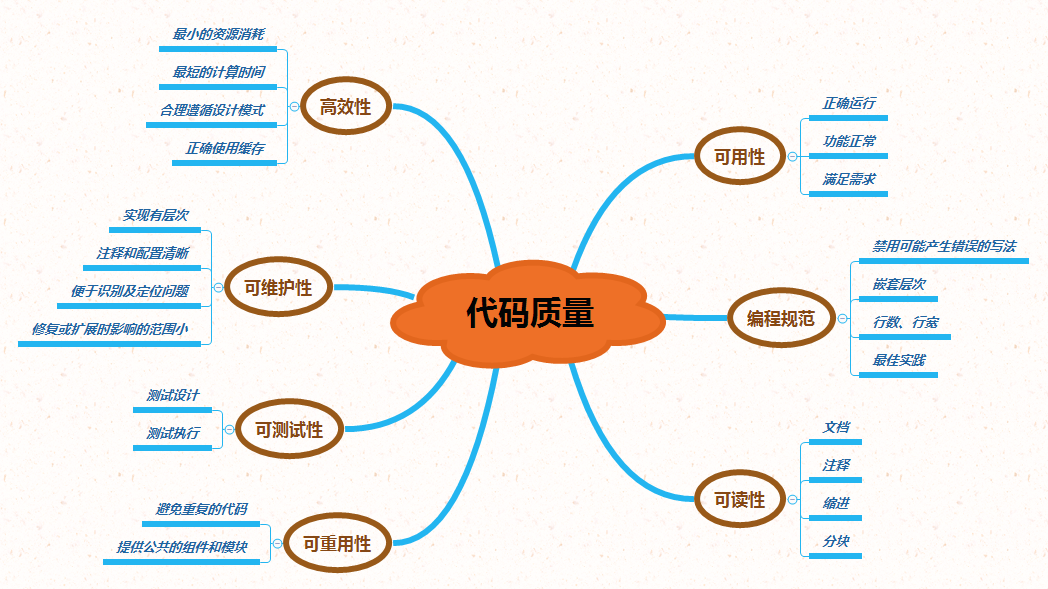 代码质量
高效性
最小的资源消耗
最短的计算时间
合理遵循设计模式
正确使用缓存
可维护性
实现有层次
注释和配置清晰
便于识别及定位问题
修复或扩展的影响的范围小
可测试性
测试设计
测试执行
可重用性
避免重复的代码
提供公共的组件和模块
可用性
正确运行
功能正常
满足需求
编程规范
禁用可能产生错误的写法
嵌套层次
行数、行宽
最佳实践
可读性
文档
注释
缩进
分块